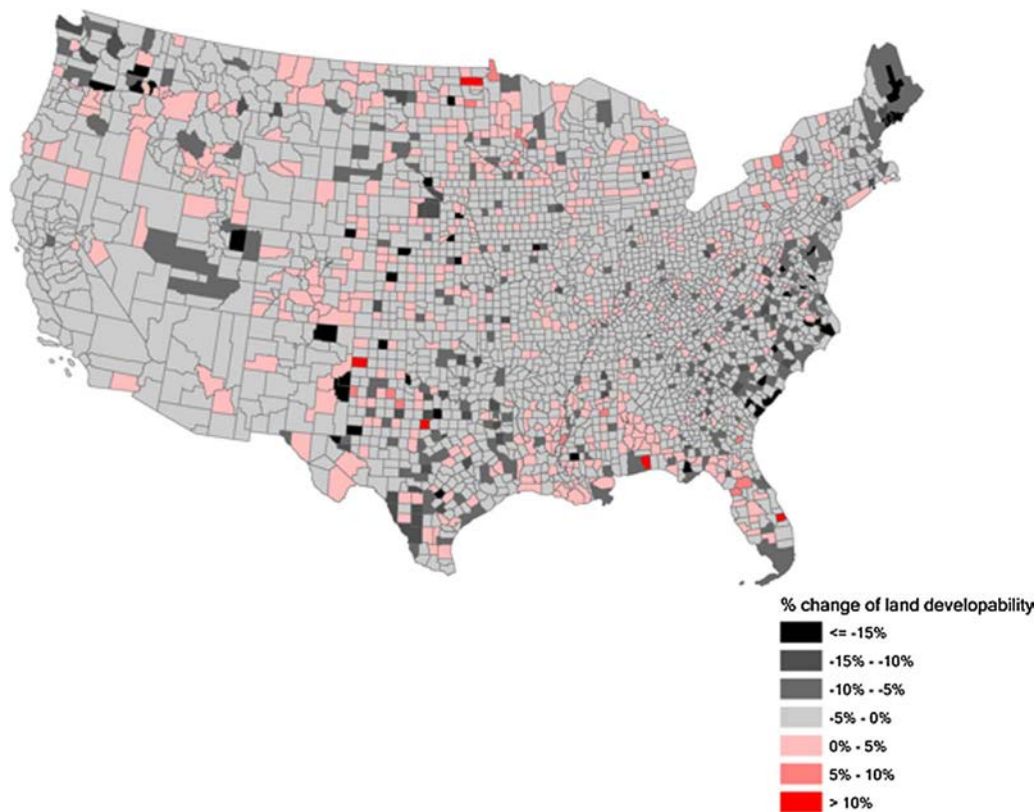 % change of land developability
<= -15%
-15% - -10%
-10% - -5%
-5% - 0%
0% - 5%
5% - 10%
> 10%